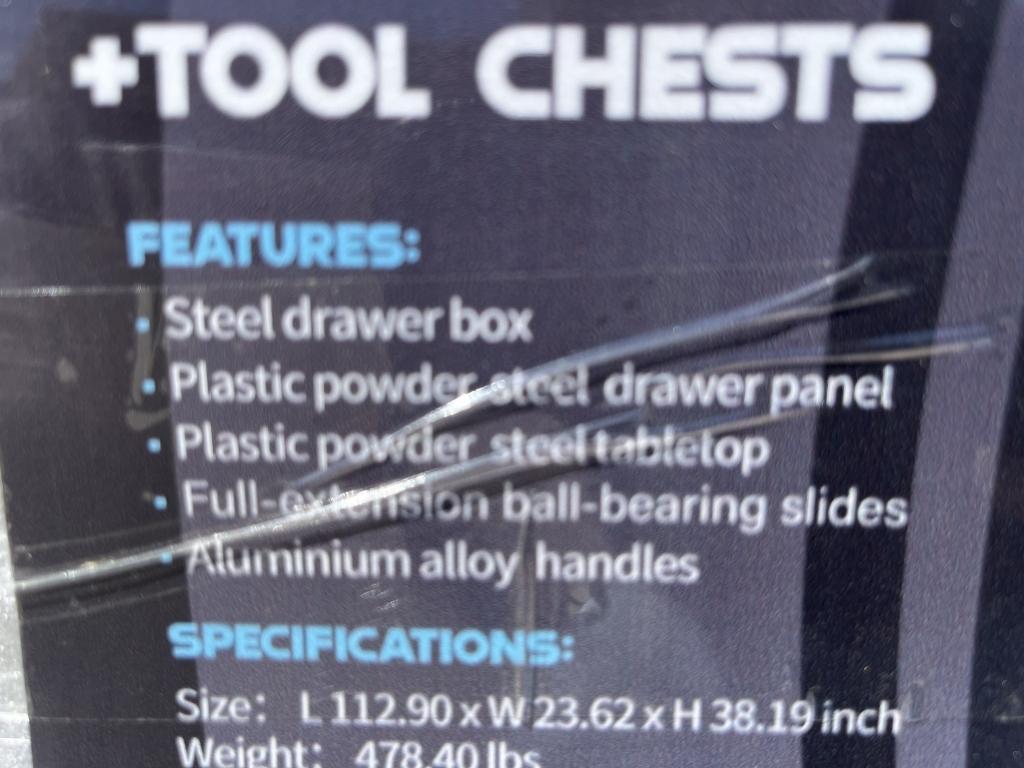 +TOOL CHESTS
FEATURES:
· Steel drawer box
· Plastic powder steel drawer panel
· Plastic powder steel tabletop
· Full-extension ball-bearing slides
· Aluminium alloy handles
SPECIFICATIONS:
Size: L 112.90 x W 23.62 x H 38.19 inch
Weight: 478.40 lbs